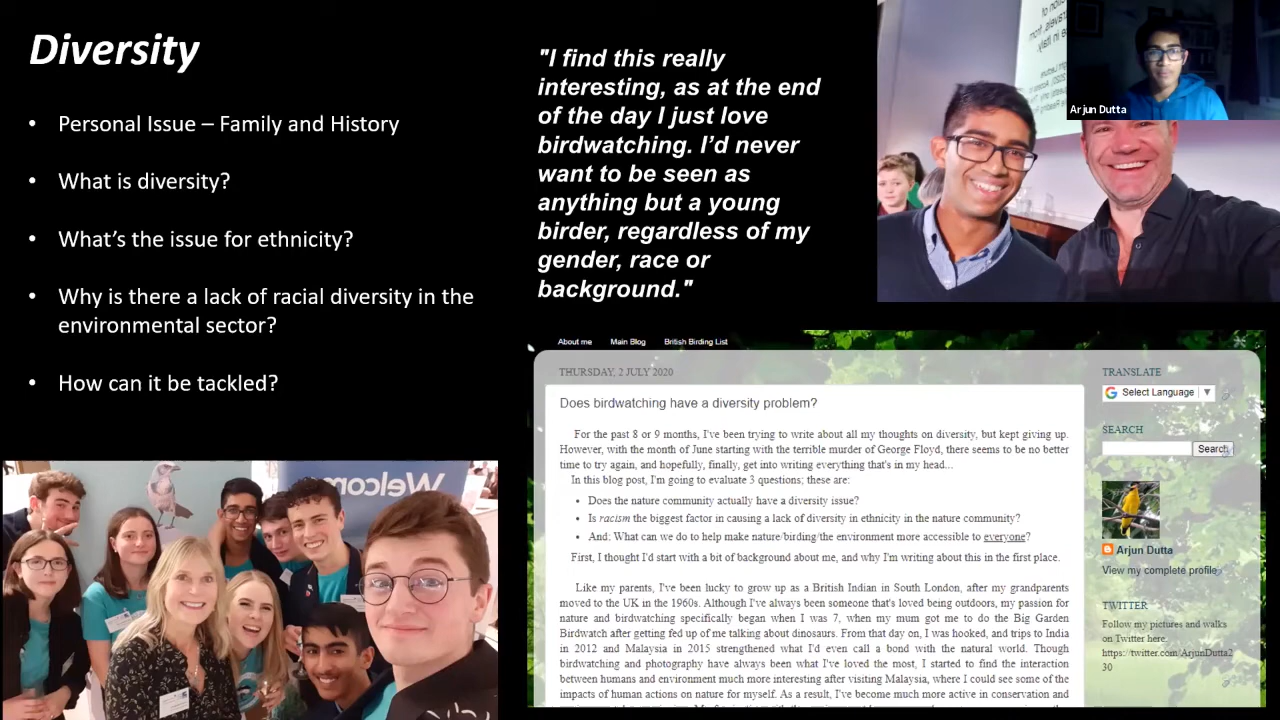 Diversity
• Personal Issue – Family and History
• What is diversity?
• What's the issue for ethnicity?
• Why is there a lack of racial diversity in the
environmental sector?
• How can it be tackled?
"I find this really
interesting, as at the end
of the day I just love
birdwatching. I'd never
want to be seen as
anything but a young
birder, regardless of my
gender, race or
background."
Arjun Dutta
Welcom
About me Main Blog British Birding List
THURSDAY, 2 JULY 2020
Does birdwatching have a diversity problem?
For the past 8 or 9 months, I've been trying to write about all my thoughts on diversity, but kept giving up.
However, with the month of June starting with the terrible murder of George Floyd, there seems to be no better
time to try again, and hopefully, finally, get into writing everything that's in my head...
In this blog post, I'm going to evaluate 3 questions; these are:
• Does the nature community actually have a diversity issue?
• Is racism the biggest factor in causing a lack of diversity in ethnicity in the nature community?
• And: What can we do to help make nature/birding/the environment more accessible to everyone?
First, I thought I'd start with a bit of background about me, and why I'm writing about this in the first place.
Like my parents, I've been lucky to grow up as a British Indian in South London, after my grandparents
moved to the UK in the 1960s. Although I've always been someone that's loved being outdoors, my passion for
nature and birdwatching specifically began when I was 7, when my mum got me to do the Big Garden
Birdwatch after getting fed up of me talking about dinosaurs. From that day on, I was hooked, and trips to India
in 2012 and Malaysia in 2015 strengthened what I'd even call a bond with the natural world. Though
birdwatching and photography have always been what I've loved the most, I started to find the interaction
between humans and environment much more interesting after visiting Malaysia, where I could see some of the
impacts of human actions on nature for myself. As a result, I've become much more active in conservation and
TRANSLATE
Select Language
SEARCH
Search
Arjun Dutta
View my complete profile
TWITTER
Follow my pictures and walks
on Twitter here:
https://twitter.com/ArjunDutta2
30